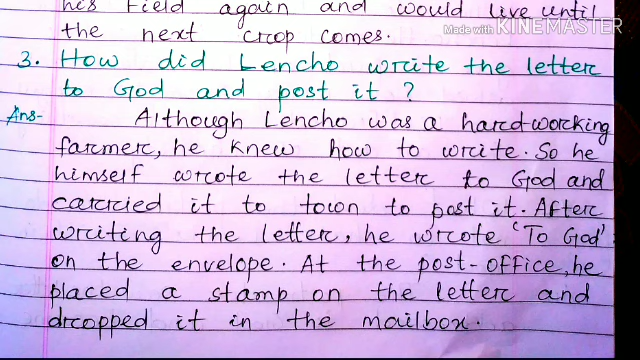 his field again and would live until
the next crop comes.
Made with KINEMASTER
3. How did Lencho write the letter
to God and post it ?
Ans- Although Lencho was a hard-working
farmer, he knew how to write. So he
himself wrote the letter to God and
carried it to town to post it. After
writing the letter, he wrote 'To God'
on the envelope. At the post-office, he
placed a stamp on the letter and
dropped it in the mailbox.